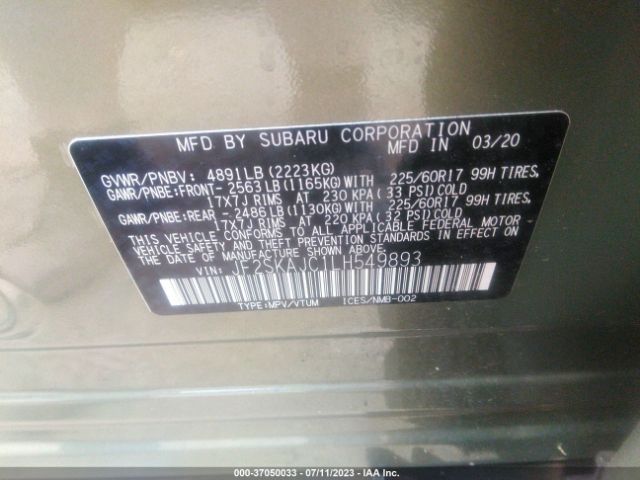 MFD BY SUBARU CORPORATION
MFD IN 03/20
GVWR/PNBV: 4891LB (2223KG)
GAWR/PNBE:FRONT- 2563LB(1165KG)WITH 225/60R17 99H TIRES,
17X7J RIMS AT 230 KPA(33 PSI)COLD
GAWR/PNBE:REAR - 2486LB(1130KG)WITH 225/60R17 99H TIRES,
17X7J RIMS AT 220 KPA(32 PSI)COLD
THIS VEHICLE CONFORMS TO ALL APPLICABLE FEDERAL MOTOR
VEHICLE SAFETY STANDARDS IN EFFECT ON
THE DATE OF MANUFACTURE SHOWN ABOVE.
VIN: JF2SKAJC1LH549893
TYPE:MPV/VTUM ICES/NMB-002
000-37050033 - 07/11/2023 - IAA Inc.